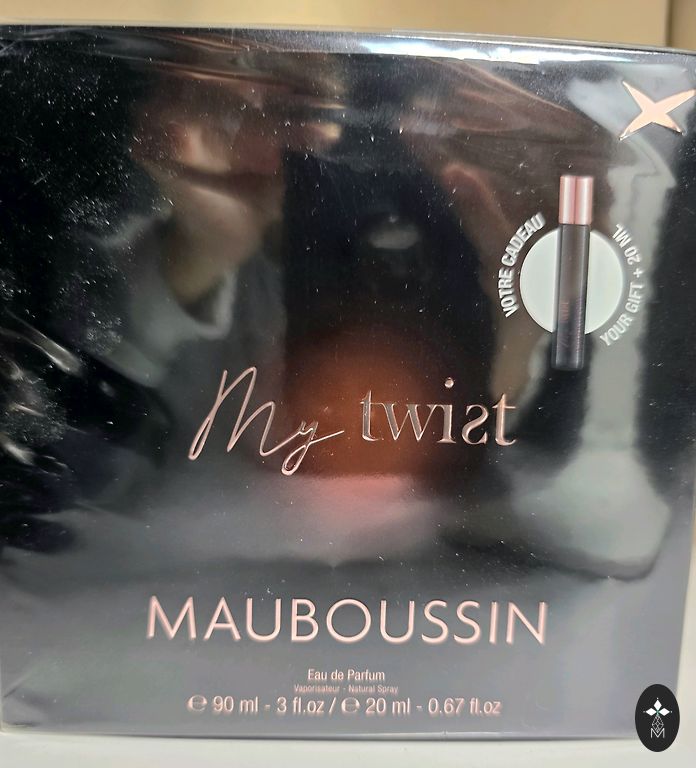 VOTRE CADEAU
YOUR GIFT + 20 ML
My twist
MAUBOUSSIN
Eau de Parfum
Vaporisateur - Natural Spray
℮ 90 ml - 3 fl.oz / ℮ 20 ml - 0.67 fl.oz
M